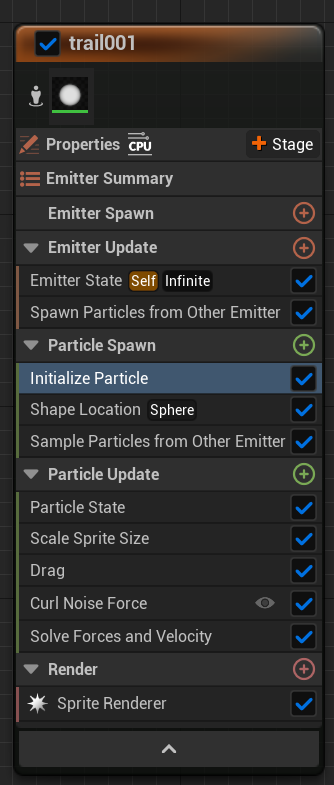 trail001
Properties CPU Stage
Emitter Summary
Emitter Spawn
Emitter Update
Emitter State Self Infinite
Spawn Particles from Other Emitter
Particle Spawn
Initialize Particle
Shape Location Sphere
Sample Particles from Other Emitter
Particle Update
Particle State
Scale Sprite Size
Drag
Curl Noise Force
Solve Forces and Velocity
Render
Sprite Renderer